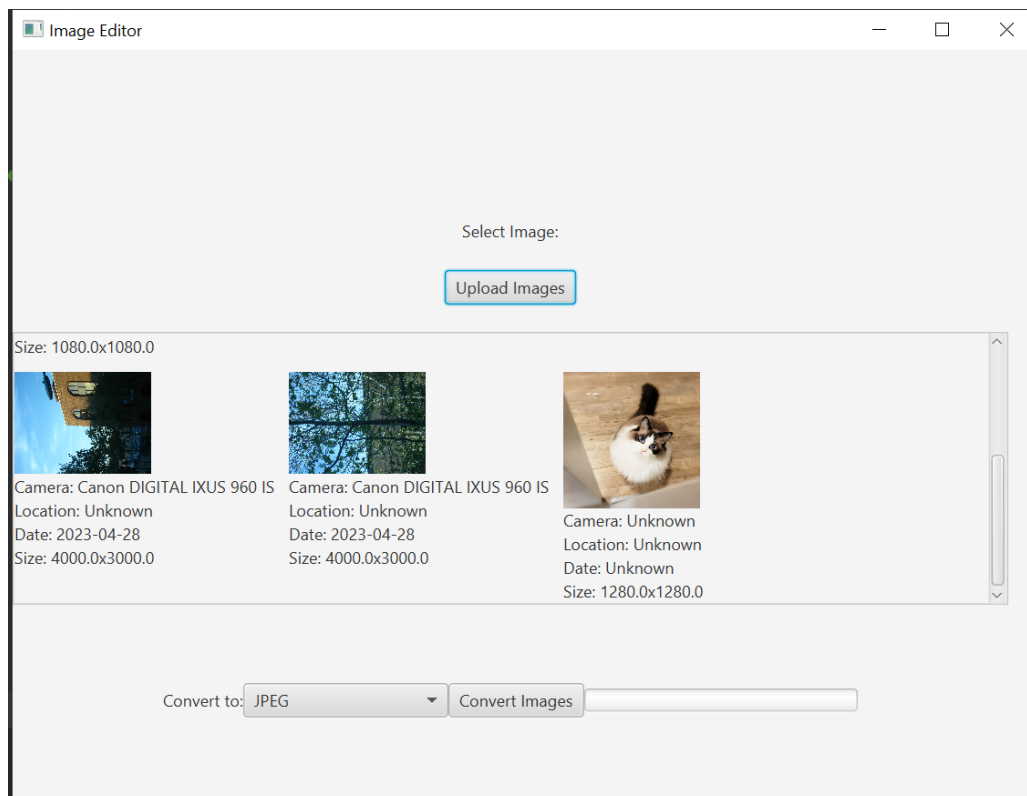 Image Editor
Select Image:
Upload Images
Size: 1080.0x1080.0
Camera: Canon DIGITAL IXUS 960 IS
Location: Unknown
Date: 2023-04-28
Size: 4000.0x3000.0
Camera: Canon DIGITAL IXUS 960 IS
Location: Unknown
Date: 2023-04-28
Size: 4000.0x3000.0
Camera: Unknown
Location: Unknown
Date: Unknown
Size: 1280.0x1280.0
Convert to: JPEG Convert Images